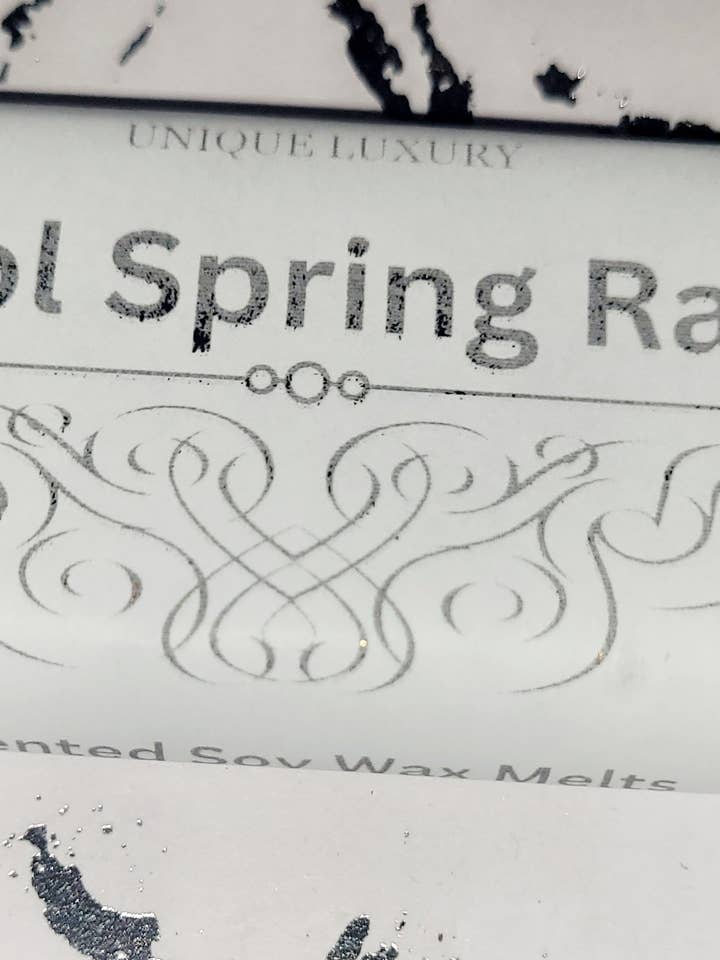 UNIQUE LUXURY
ol Spring Ra
ented Soy Wax Melts